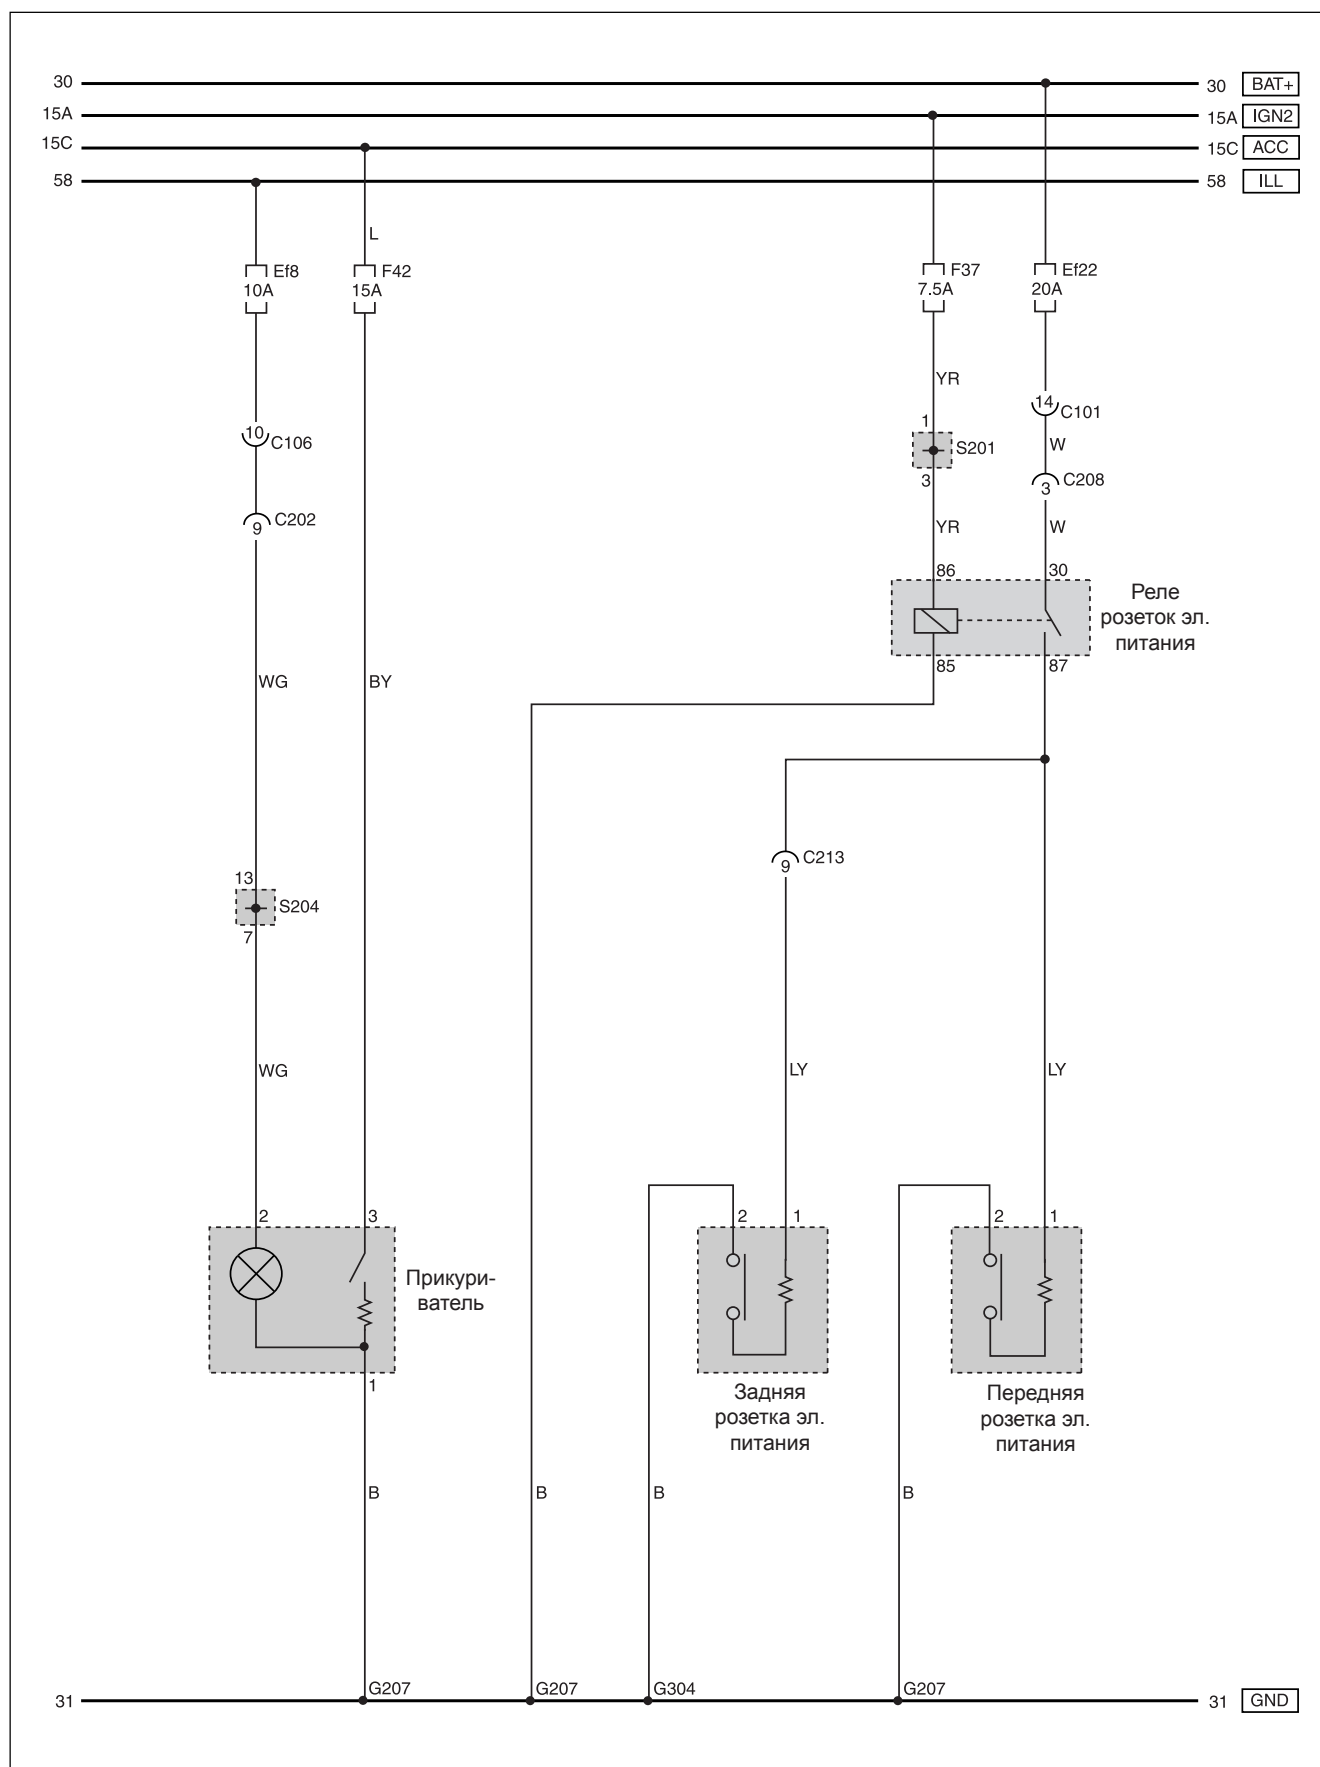 30
30 BAT+
15A
15A IGN2
15C
15C ACC
58
58 ILL
L
Ef8
10A
F42
15A
F37
7.5A
Ef22
20A
YR
14 C101
1
10 C106
W
S201
3
3 C208
9 C202
YR
W
86
30
Реле
розеток эл.
питания
85
87
WG
BY
9 C213
13
S204
7
WG
LY
LY
2
3
2
1
2
1
Прикури-
ватель
1
Задняя
розетка эл.
питания
Передняя
розетка эл.
питания
B
B
B
B
31
G207
G207
G304
G207
31 GND